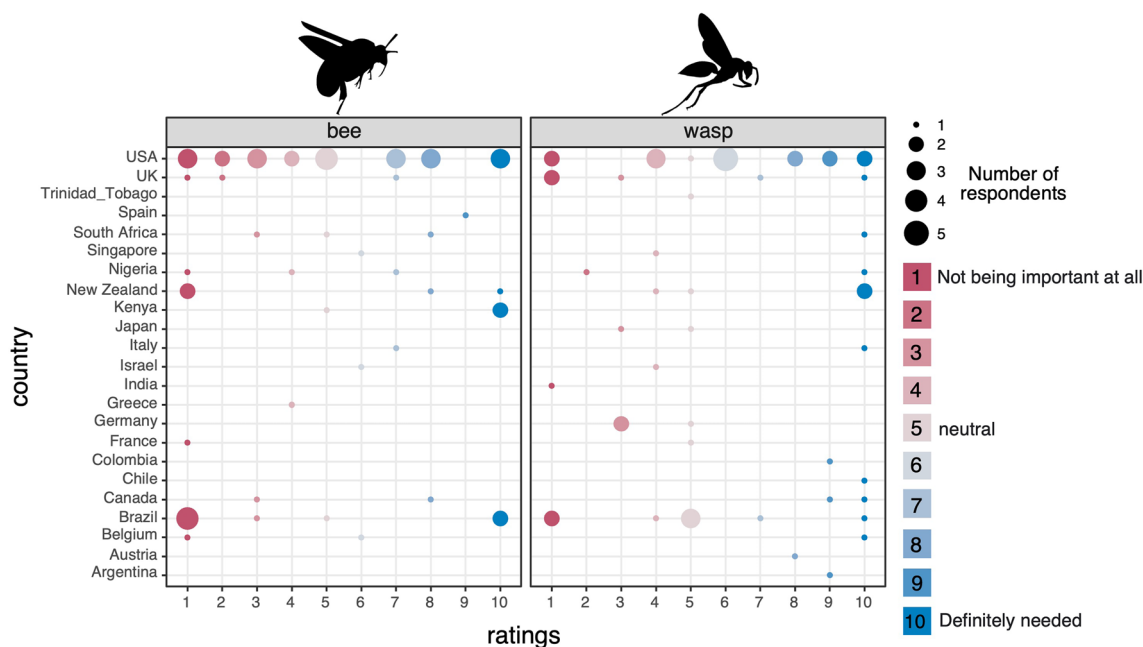 bee
wasp
USA
UK
Trinidad_Tobago
Spain
South Africa
Singapore
Nigeria
New Zealand
Kenya
Japan
Italy
Israel
India
Greece
Germany
France
Colombia
Chile
Canada
Brazil
Belgium
Austria
Argentina
country
1 2 3 4 5 6 7 8 9 10
1 2 3 4 5 6 7 8 9 10
ratings
1
2
3
4
5
Number of
respondents
1 Not being important at all
2
3
4
5 neutral
6
7
8
9
10 Definitely needed